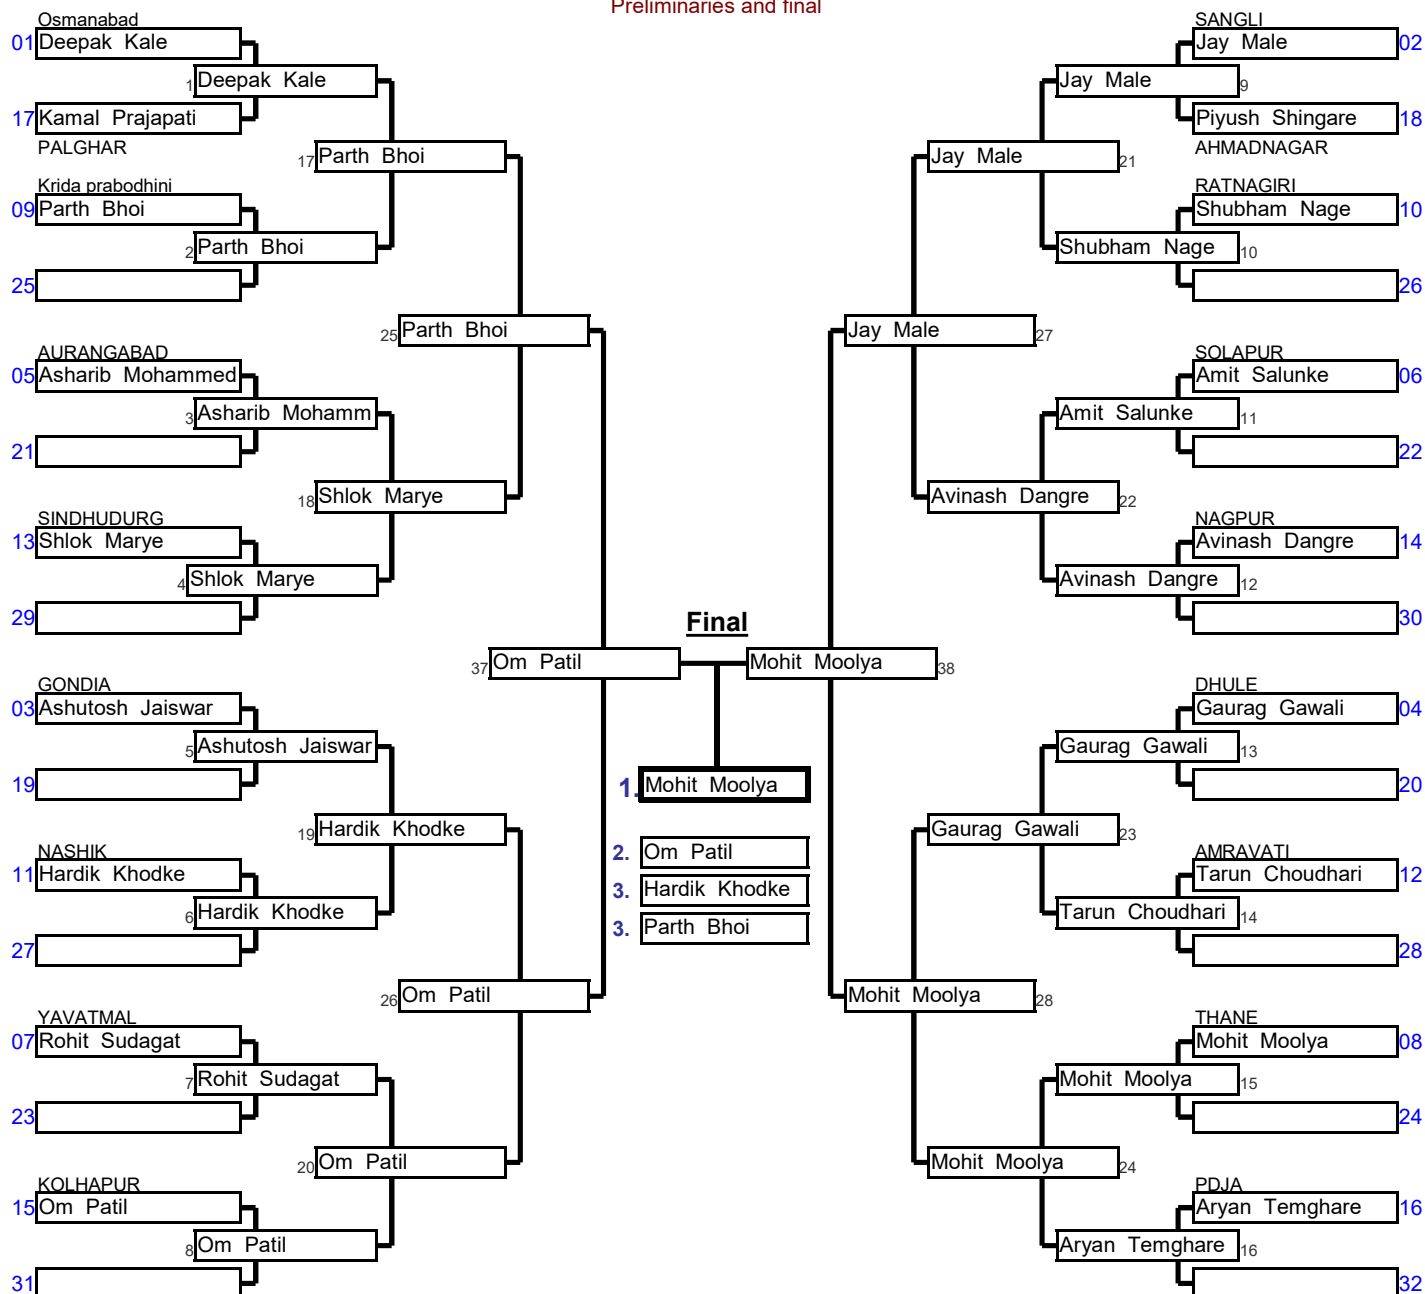 Preliminaries and final
Osmanabad
01 Deepak Kale
1 Deepak Kale
17 Kamal Prajapati
PALGHAR
17 Parth Bhoi
Krida prabodhini
09 Parth Bhoi
2 Parth Bhoi
25
25 Parth Bhoi
AURANGABAD
05 Asharib Mohammed
3 Asharib Mohamm
21
18 Shlok Marye
SINDHUDURG
13 Shlok Marye
4 Shlok Marye
29
37 Om Patil
GONDIA
03 Ashutosh Jaiswar
5 Ashutosh Jaiswar
19
19 Hardik Khodke
NASHIK
11 Hardik Khodke
6 Hardik Khodke
27
26 Om Patil
YAVATMAL
07 Rohit Sudagat
7 Rohit Sudagat
23
20 Om Patil
KOLHAPUR
15 Om Patil
8 Om Patil
31
Final
1. Mohit Moolya
2. Om Patil
3. Hardik Khodke
3. Parth Bhoi
SANGLI
Jay Male 02
Jay Male 9
Piyush Shingare 18
AHMADNAGAR
Jay Male 21
RATNAGIRI
Shubham Nage 10
Shubham Nage 10
26
Jay Male 27
SOLAPUR
Amit Salunke 06
Amit Salunke 11
22
Avinash Dangre 22
NAGPUR
Avinash Dangre 14
Avinash Dangre 12
30
Mohit Moolya 38
DHULE
Gaurag Gawali 04
Gaurag Gawali 13
20
Gaurag Gawali 23
AMRAVATI
Tarun Choudhari 12
Tarun Choudhari 14
28
Mohit Moolya 28
THANE
Mohit Moolya 08
Mohit Moolya 15
24
Mohit Moolya 24
PDJA
Aryan Temghare 16
Aryan Temghare 16
32